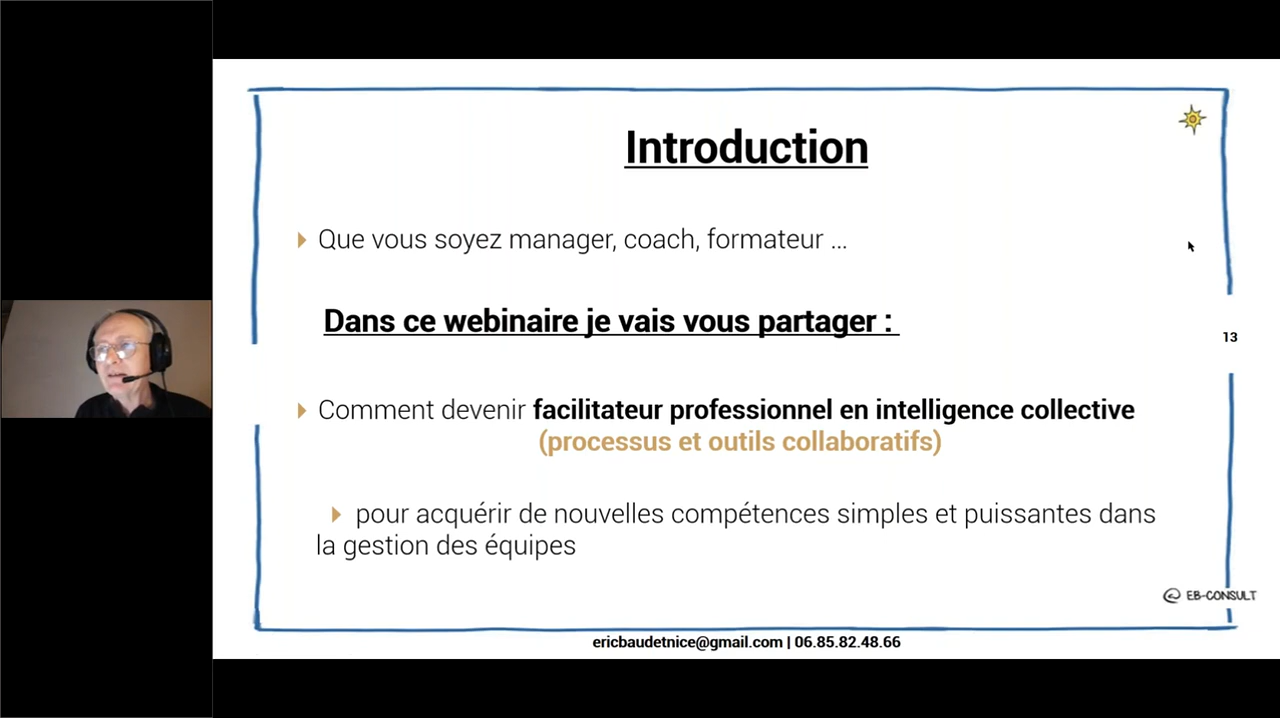 Introduction
Que vous soyez manager, coach, formateur ...
Dans ce webinaire je vais vous partager :
13
Comment devenir facilitateur professionnel en intelligence collective
(processus et outils collaboratifs)
pour acquérir de nouvelles compétences simples et puissantes dans
la gestion des équipes
@ EB-CONSULT
ericbaudetnice@gmail.com | 06.85.82.48.66